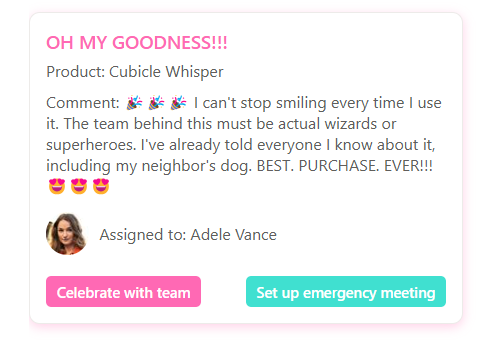 OH MY GOODNESS!!!
Product: Cubicle Whisper
Comment: 🎉 🎉 🎉 I can't stop smiling every time I use
it. The team behind this must be actual wizards or
superheroes. I've already told everyone I know about it,
including my neighbor's dog. BEST. PURCHASE. EVER!!!
😍 😍 😍
Assigned to: Adele Vance
Celebrate with team
Set up emergency meeting